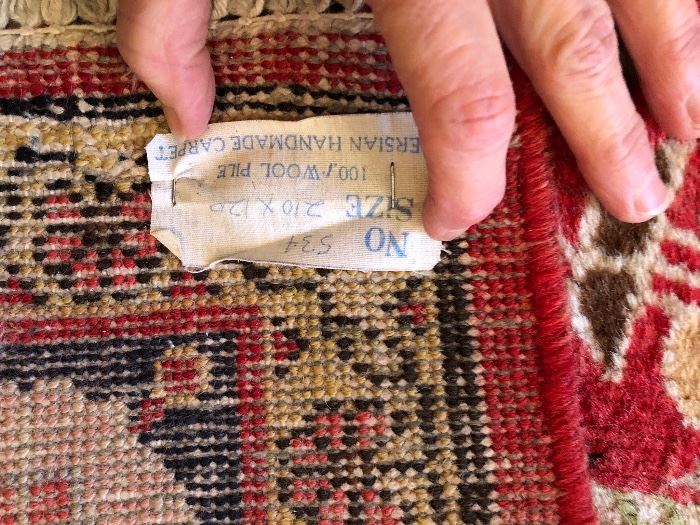 ERSIAN HANDMADE CARPET
100% WOOL PILE
SiZE 210 X 120
NO 534